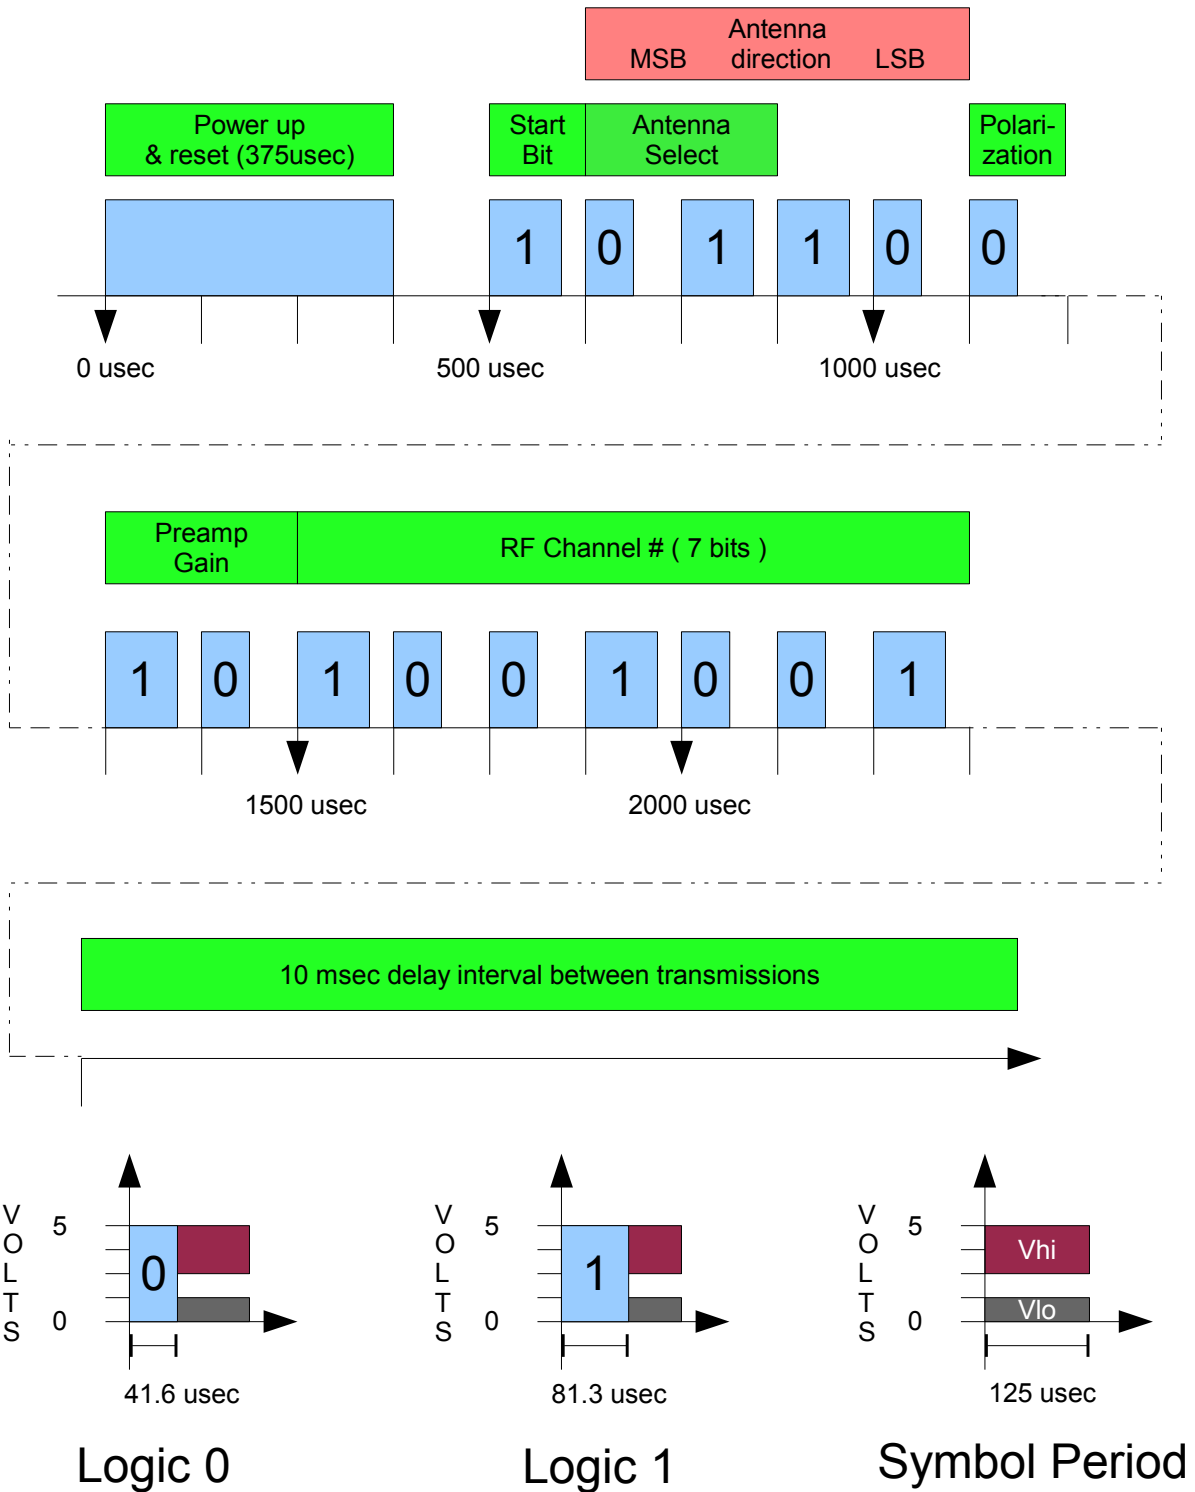 Antenna
MSB direction LSB
Power up
& reset (375usec)
Start
Bit
Antenna
Select
Polari-
zation
1 0 1 1 0 0
0 usec 500 usec 1000 usec
Preamp
Gain
RF Channel # ( 7 bits )
1 0 1 0 0 1 0 0 1
1500 usec 2000 usec
10 msec delay interval between transmissions
VOLTS
5
0
0
41.6 usec
Logic 0
VOLTS
5
0
1
81.3 usec
Logic 1
VOLTS
5
0
Vhi
Vlo
125 usec
Symbol Period